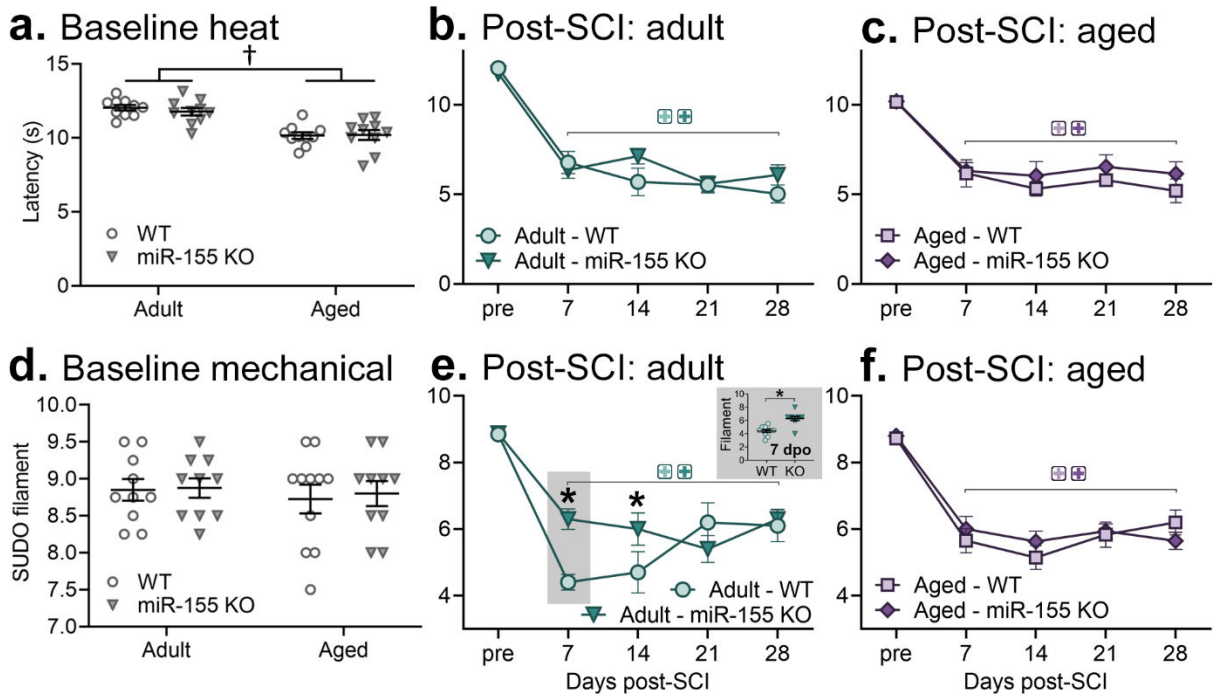 a. Baseline heat
†
Latency (s)
15
10
5
0
WT
miR-155 KO
Adult
Aged
b. Post-SCI: adult
10
5
0
Adult - WT
Adult - miR-155 KO
pre
7
14
21
28
c. Post-SCI: aged
10
5
0
Aged - WT
Aged - miR-155 KO
pre
7
14
21
28
d. Baseline mechanical
SUDO filament
10.0
9.5
9.0
8.5
8.0
7.5
7.0
WT
miR-155 KO
Adult
Aged
e. Post-SCI: adult
10
8
6
4
Filament
10
8
6
4
2
0
*
7 dpo
WT
KO
*
*
Adult - WT
Adult - miR-155 KO
pre
7
14
21
28
Days post-SCI
f. Post-SCI: aged
10
8
6
4
Aged - WT
Aged - miR-155 KO
pre
7
14
21
28
Days post-SCI